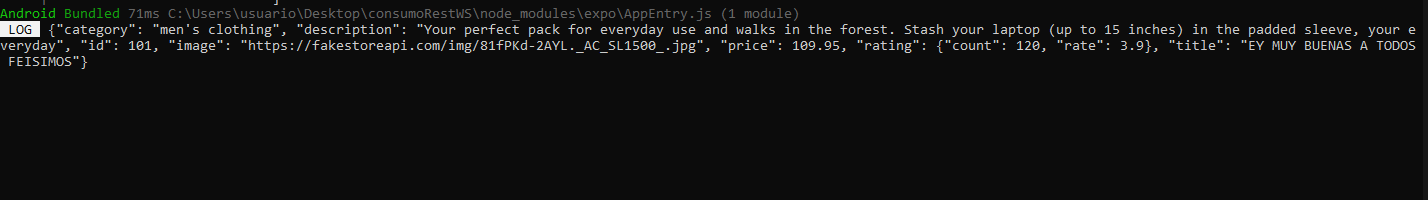 Android Bundled 71ms C:\Users\usuario\Desktop\consumoRestWS\node_modules\expo\AppEntry.js (1 module)
LOG {"category": "men's clothing", "description": "Your perfect pack for everyday use and walks in the forest. Stash your laptop (up to 15 inches) in the padded sleeve, your e
veryday", "id": 101, "image": "https://fakestoreapi.com/img/81fPKd-2AYL._AC_SL1500_.jpg", "price": 109.95, "rating": {"count": 120, "rate": 3.9}, "title": "EY MUY BUENAS A TODOS
FEISIMOS"}